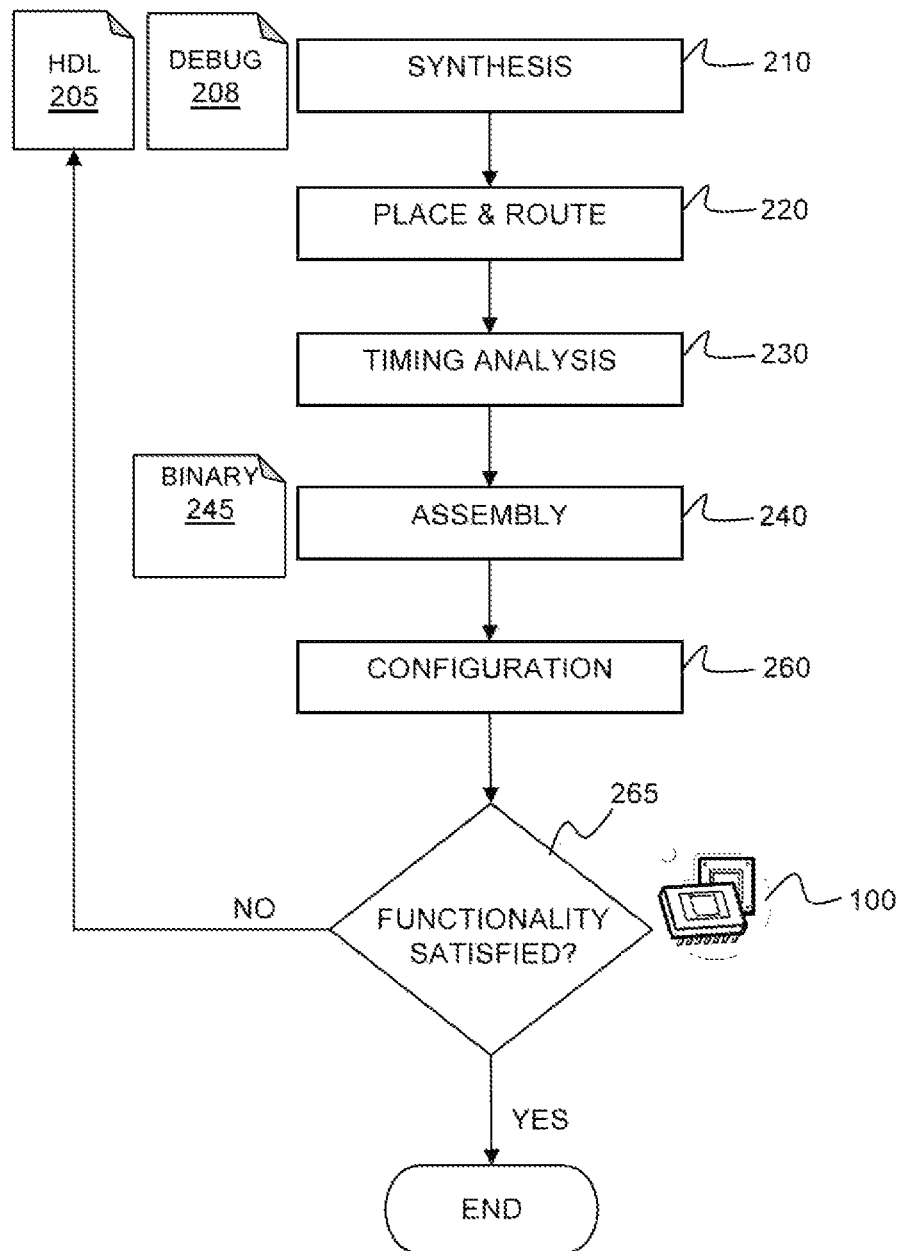 HDL
205
DEBUG
208
SYNTHESIS
210
PLACE & ROUTE
220
TIMING ANALYSIS
230
BINARY
245
ASSEMBLY
240
CONFIGURATION
260
265
NO
FUNCTIONALITY
SATISFIED?
100
YES
END